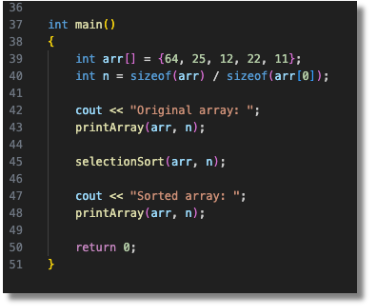 36
37 int main()
38 {
39     int arr[] = {64, 25, 12, 22, 11};
40     int n = sizeof(arr) / sizeof(arr[0]);
41
42     cout << "Original array: ";
43     printArray(arr, n);
44
45     selectionSort(arr, n);
46
47     cout << "Sorted array: ";
48     printArray(arr, n);
49
50     return 0;
51 }